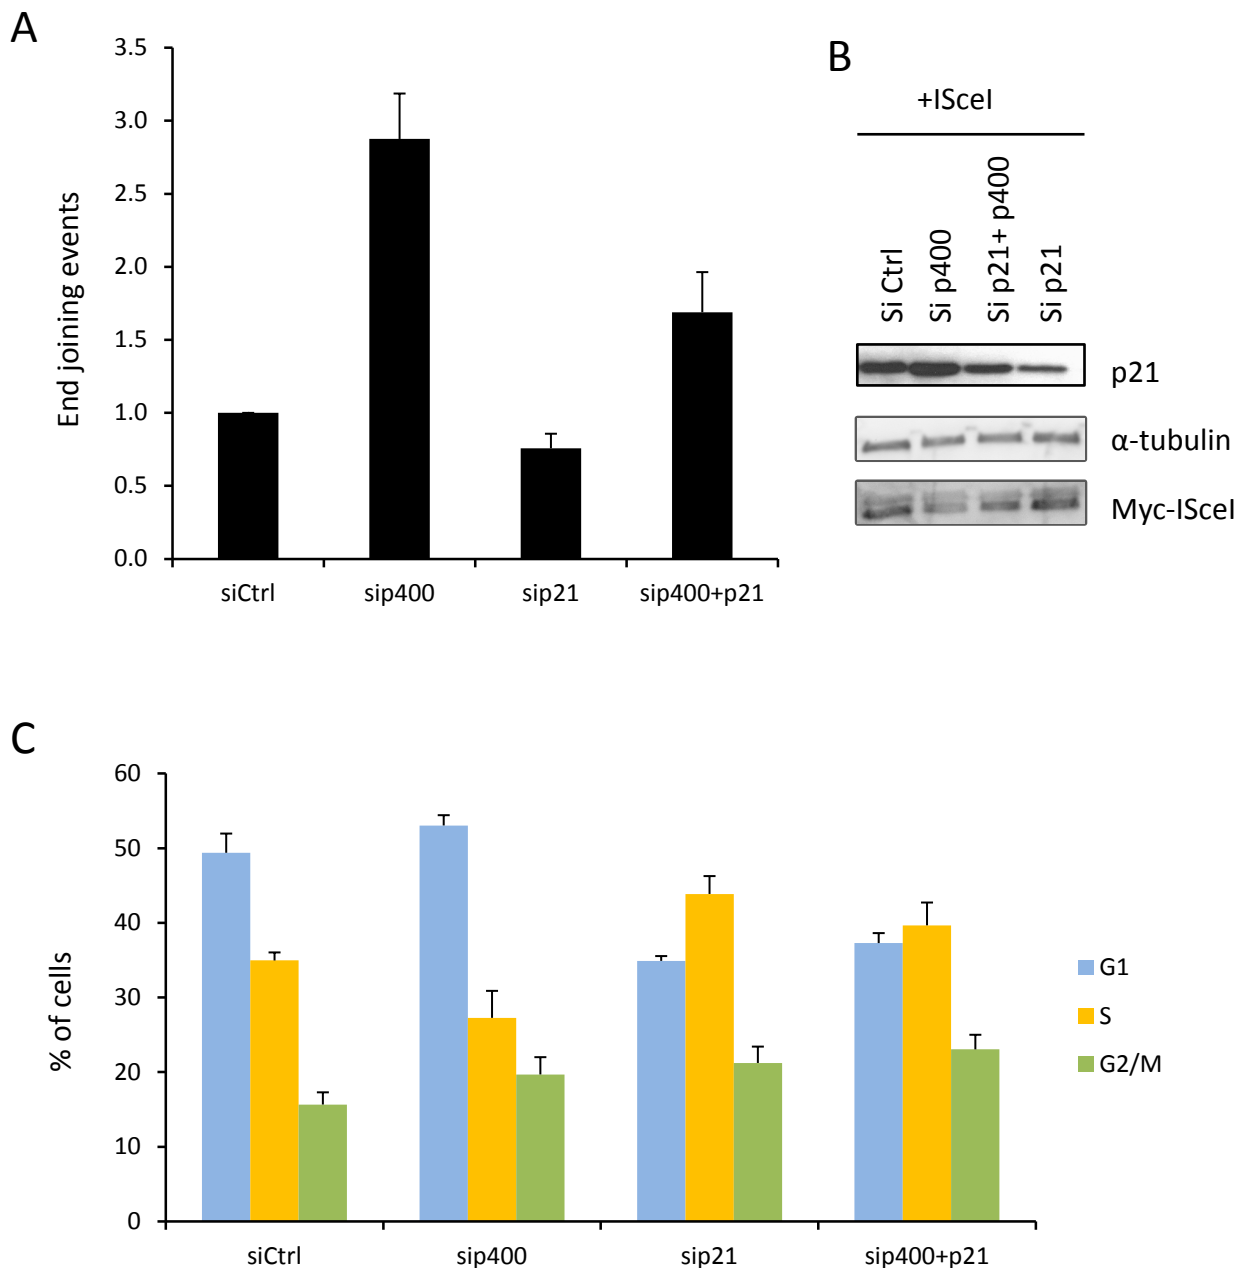 A
3.5
3.0
2.5
2.0
1.5
1.0
0.5
0.0
End joining events
siCtrl
sip400
sip21
sip400+p21
B
+ISceI
Si Ctrl
Si p400
Si p21+ p400
Si p21
p21
α-tubulin
Myc-ISceI
C
60
50
40
30
20
10
0
% of cells
siCtrl
sip400
sip21
sip400+p21
G1
S
G2/M